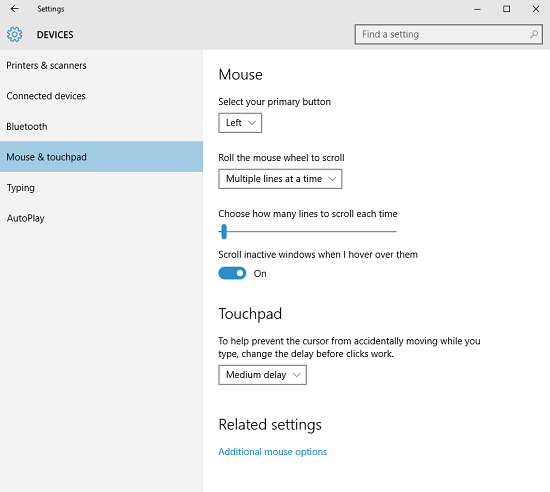 Settings
DEVICES
Find a setting
Printers & scanners
Connected devices
Bluetooth
Mouse & touchpad
Typing
AutoPlay
Mouse
Select your primary button
Left
Roll the mouse wheel to scroll
Multiple lines at a time
Choose how many lines to scroll each time
Scroll inactive windows when I hover over them
On
Touchpad
To help prevent the cursor from accidentally moving while you
type, change the delay before clicks work.
Medium delay
Related settings
Additional mouse options